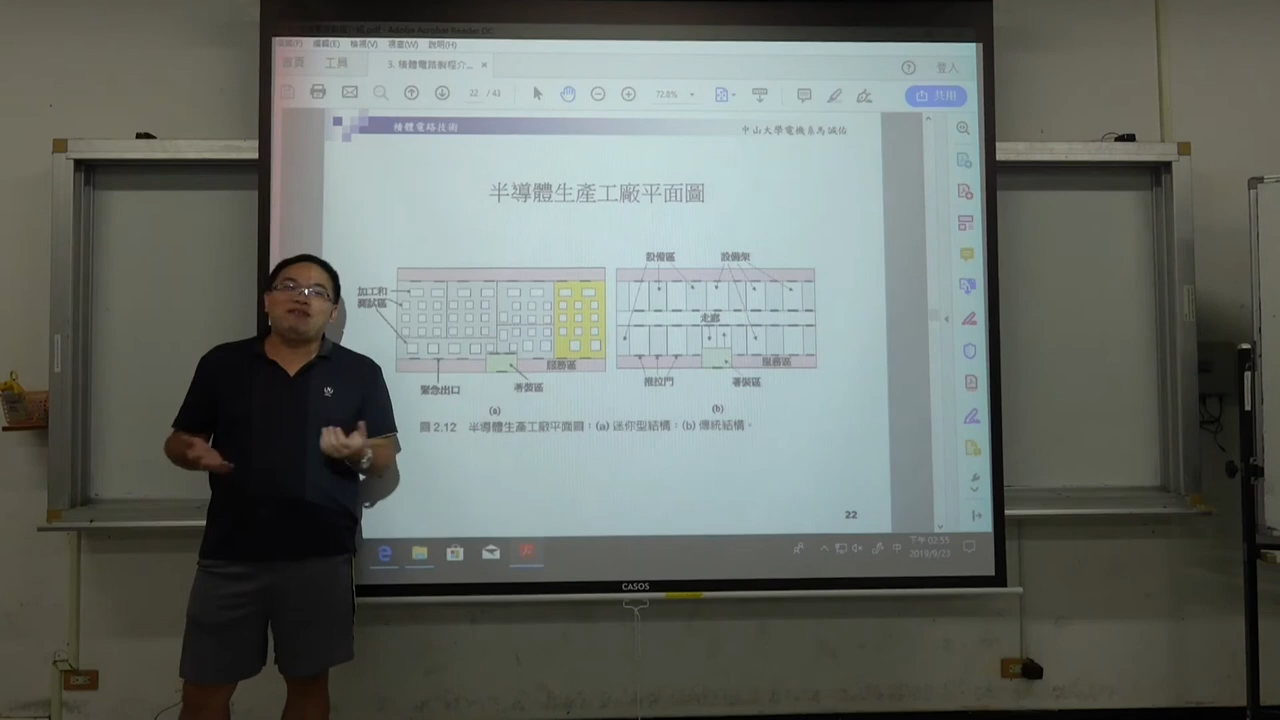 檔案(F) 編輯(E) 檢視(V) 視窗(W) 說明(H)
首頁 工具 3. 積體電路製程介... × 登入
22 / 43 72.8% 共用
積體電路技術 中山大學電機系馬誠佑
半導體生產工廠平面圖
設備區 設備架
加工和
測試區
走廊
服務區 服務區
緊急出口 著裝區 推拉門 著裝區
(a) (b)
圖 2.12 半導體生產工廠平面圖:(a) 迷你型結構;(b) 傳統結構。
22
中
下午 02:55
2019/9/23
CASOS